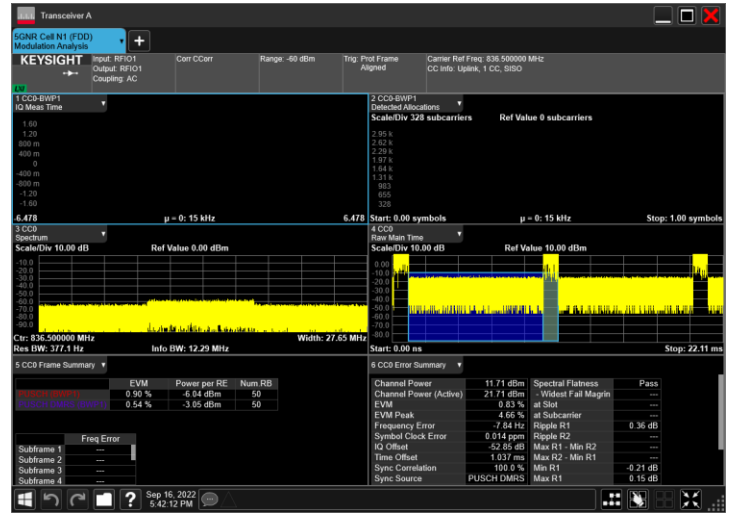 Transceiver A
5GNR Cell N1 (FDD)
Modulation Analysis
KEYSIGHT
Input: RFIO1
Output: RFIO1
Coupling: AC
Corr CCorr
Range: -60 dBm
Trig: Prot Frame
Aligned
Carrier Ref Freq: 836.500000 MHz
CC Info: Uplink, 1 CC, SISO
1 CC0-BWP1
IQ Meas Time
1.60
1.20
800 m
400 m
0
-400 m
-800 m
-1.20
-1.60
-6.478 µ = 0: 15 kHz 6.478
2 CC0-BWP1
Detected Allocations
Scale/Div 328 subcarriers Ref Value 0 subcarriers
2.95 k
2.62 k
2.29 k
1.97 k
1.64 k
1.31 k
983
655
328
Start: 0.00 symbols µ = 0: 15 kHz Stop: 1.00 symbols
3 CC0
Spectrum
Scale/Div 10.00 dB Ref Value 0.00 dBm
-10.0
-20.0
-30.0
-40.0
-50.0
-60.0
-70.0
-80.0
-90.0
Ctr: 836.500000 MHz Width: 27.65 MHz
Res BW: 377.1 Hz Info BW: 12.29 MHz
4 CC0
Raw Main Time
Scale/Div 10.00 dB Ref Value 10.00 dBm
0.00
-10.0
-20.0
-30.0
-40.0
-50.0
-60.0
-70.0
-80.0
Start: 0.00 ns Stop: 22.11 ms
5 CC0 Frame Summary
EVM Power per RE Num.RB
0.90 % -6.04 dBm 50
0.54 % -3.05 dBm 50
Freq Error
Subframe 1 ---
Subframe 2 ---
Subframe 3 ---
Subframe 4 ---
6 CC0 Error Summary
Channel Power 11.71 dBm
Channel Power (Active) 21.71 dBm
EVM 0.83 %
EVM Peak 4.66 %
Frequency Error -7.84 Hz
Symbol Clock Error 0.014 ppm
IQ Offset -52.85 dB
Time Offset 1.037 ms
Sync Correlation 100.0 %
Sync Source PUSCH DMRS
Spectral Flatness Pass
- Widest Fail Magrin ---
at Slot ---
at Subcarrier ---
Ripple R1 0.36 dB
Ripple R2 ---
Max R1 - Min R2 ---
Max R2 - Min R1 ---
Min R1 -0.21 dB
Max R1 0.15 dB
Sep 16, 2022
5:42:12 PM